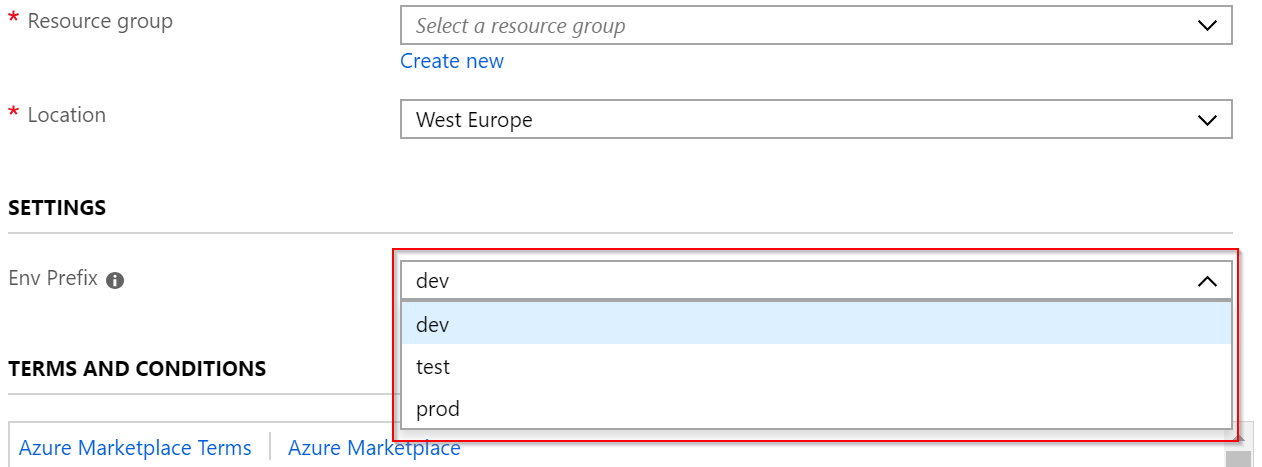 * Resource group
Select a resource group
Create new
* Location
West Europe
SETTINGS
Env Prefix
dev
dev
test
prod
TERMS AND CONDITIONS
Azure Marketplace Terms
Azure Marketplace